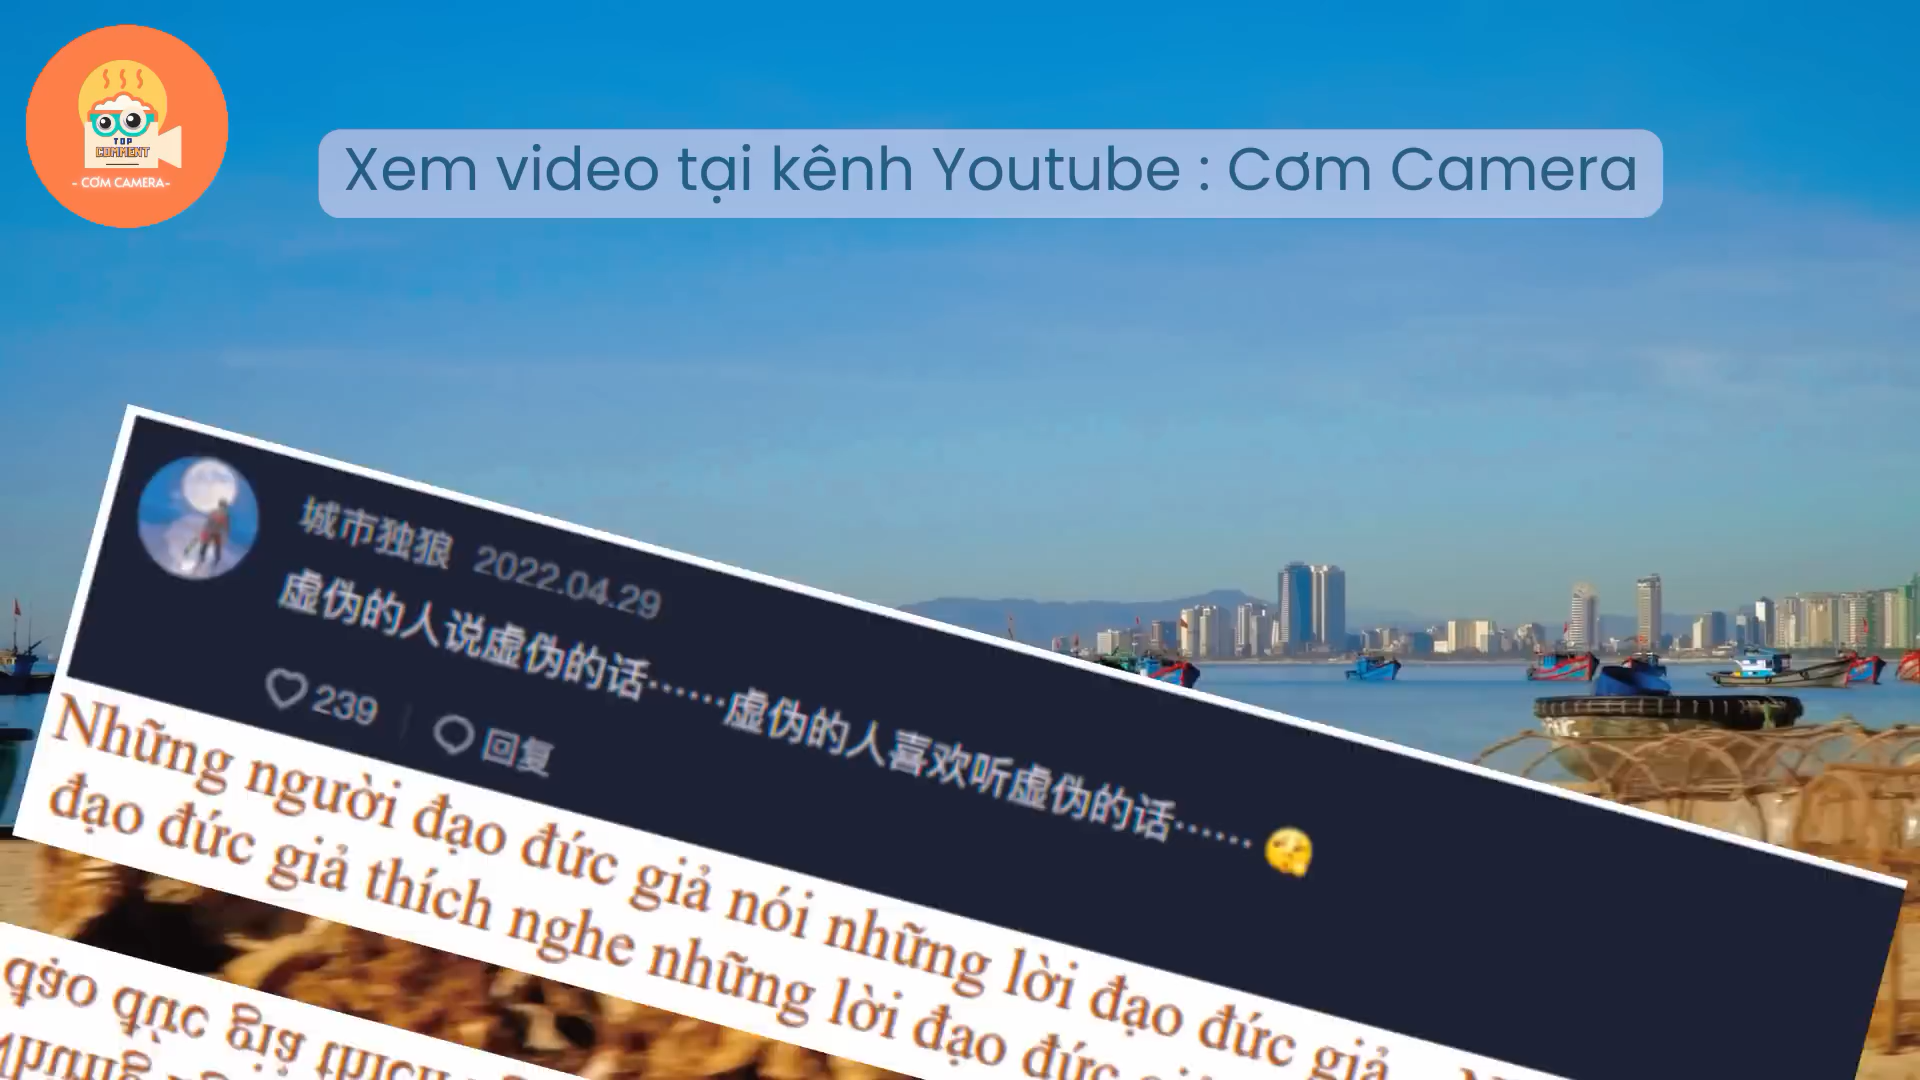 TOP
COMMENT
- CƠM CAMERA-
Xem video tại kênh Youtube : Cơm Camera
城市独狼 2022.04.29
虚伪的人说虚伪的话……虚伪的人喜欢听虚伪的话……
239 回复
Những người đạo đức giả nói những lời đạo đức giả
đạo đức giả thích nghe những lời đạo đức